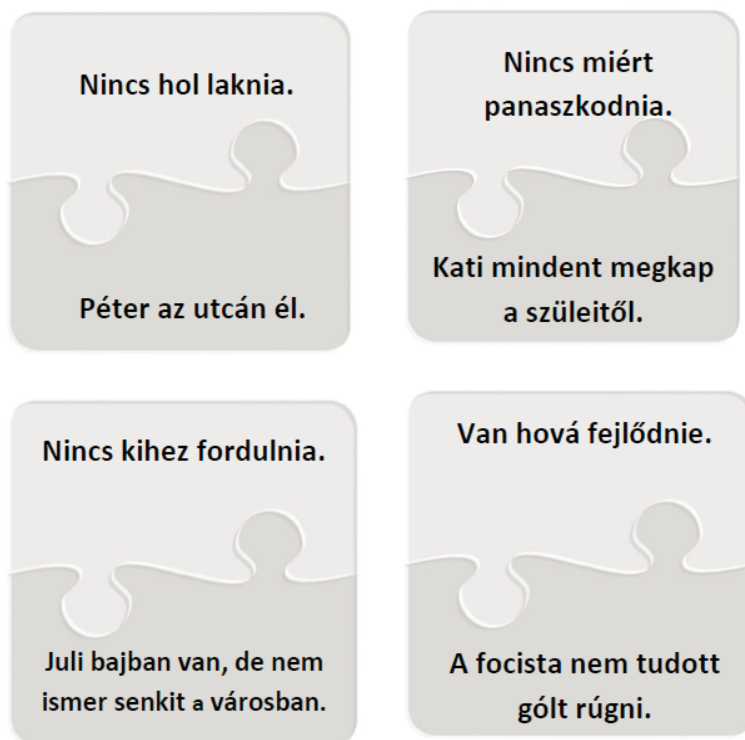 Nincs hol laknia.
Péter az utcán él.
Nincs miért
panaszkodnia.
Kati mindent megkap
a szüleitől.
Nincs kihez fordulnia.
Juli bajban van, de nem
ismer senkit a városban.
Van hová fejlődnie.
A focista nem tudott
gólt rúgni.